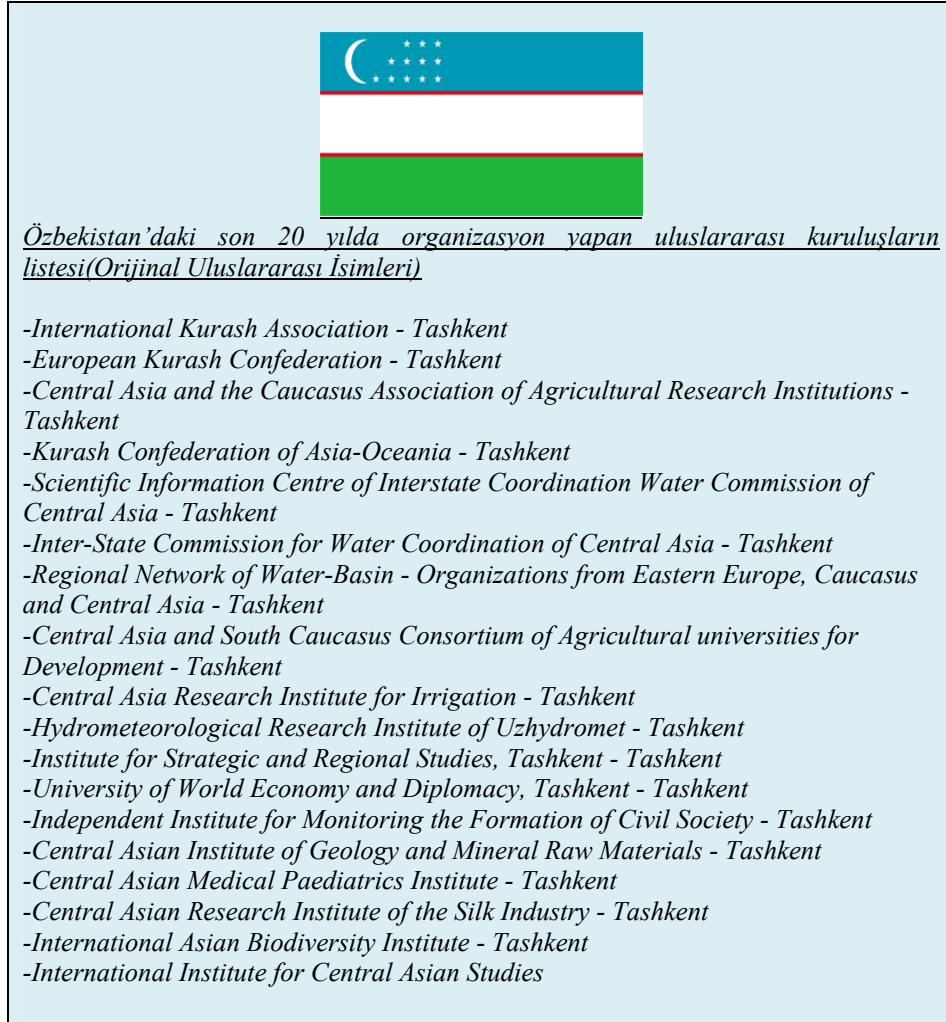 Özbekistan’daki son 20 yılda organizasyon yapan uluslararası kuruluşların
listesi(Orijinal Uluslararası İsimleri)
-International Kurash Association - Tashkent
-European Kurash Confederation - Tashkent
-Central Asia and the Caucasus Association of Agricultural Research Institutions -
Tashkent
-Kurash Confederation of Asia-Oceania - Tashkent
-Scientific Information Centre of Interstate Coordination Water Commission of
Central Asia - Tashkent
-Inter-State Commission for Water Coordination of Central Asia - Tashkent
-Regional Network of Water-Basin - Organizations from Eastern Europe, Caucasus
and Central Asia - Tashkent
-Central Asia and South Caucasus Consortium of Agricultural universities for
Development - Tashkent
-Central Asia Research Institute for Irrigation - Tashkent
-Hydrometeorological Research Institute of Uzhydromet - Tashkent
-Institute for Strategic and Regional Studies, Tashkent - Tashkent
-University of World Economy and Diplomacy, Tashkent - Tashkent
-Independent Institute for Monitoring the Formation of Civil Society - Tashkent
-Central Asian Institute of Geology and Mineral Raw Materials - Tashkent
-Central Asian Medical Paediatrics Institute - Tashkent
-Central Asian Research Institute of the Silk Industry - Tashkent
-International Asian Biodiversity Institute - Tashkent
-International Institute for Central Asian Studies